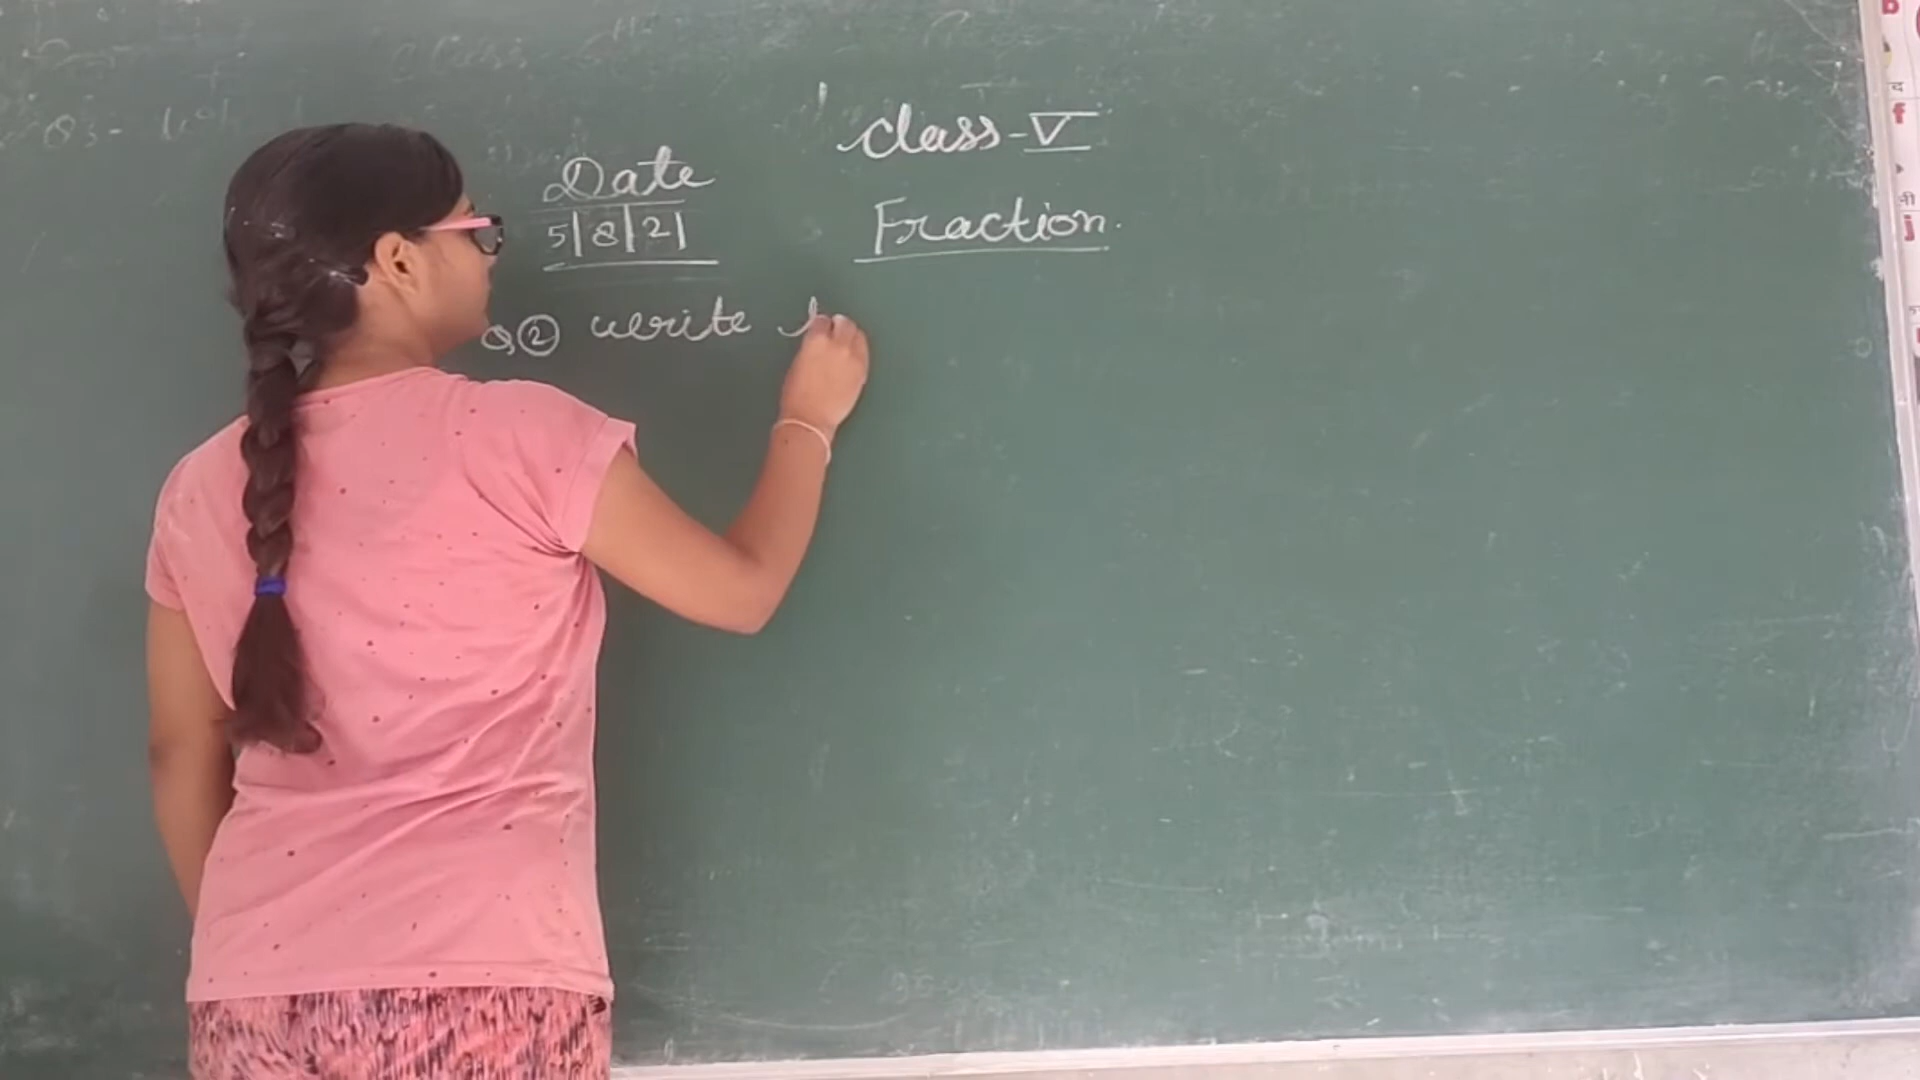 Class-V
Date
5|8|21
Fraction.
Q② write
b
f
j